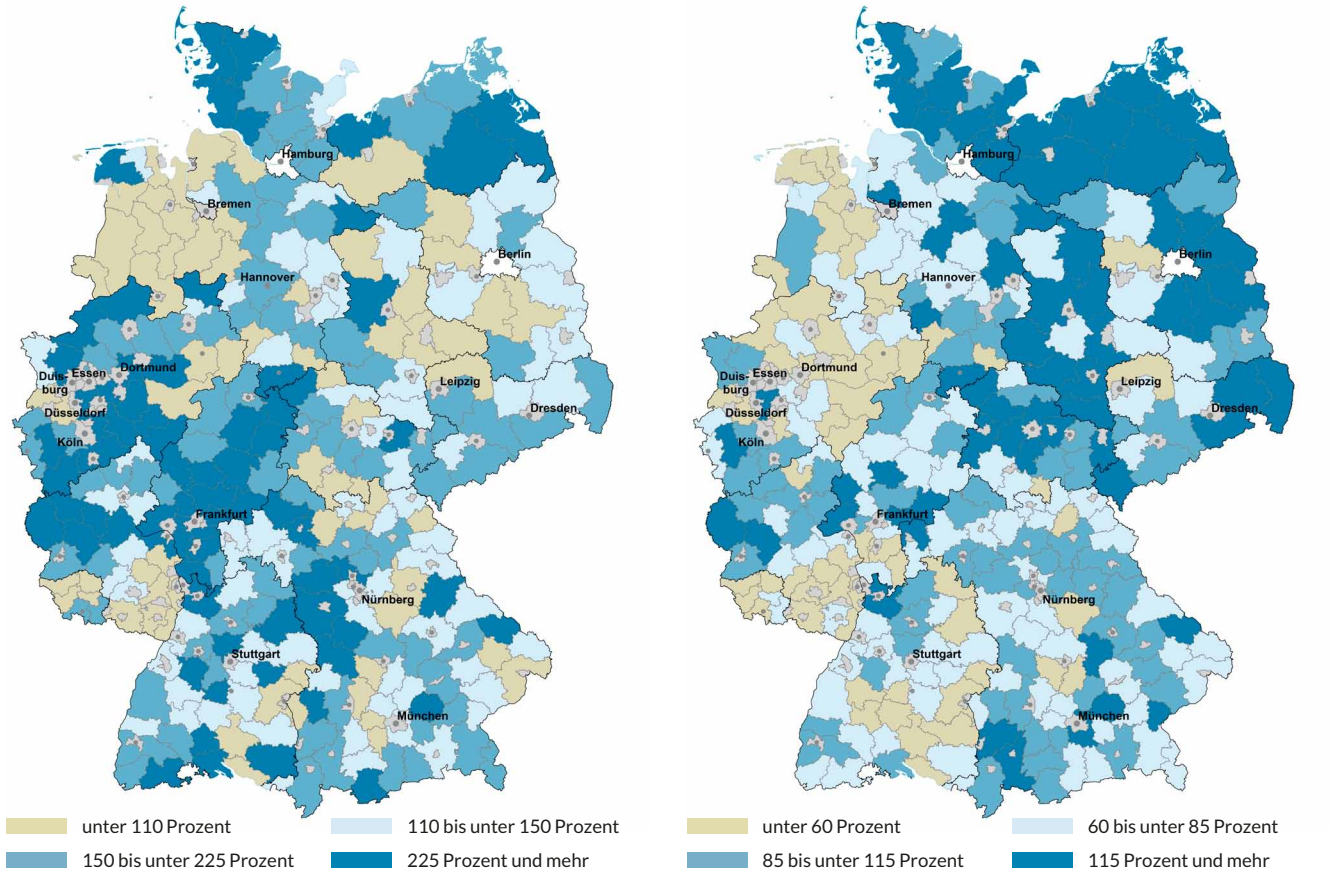 Hamburg
Bremen
Berlin
Hannover
Duis-
burg
Essen
Dortmund
Düsseldorf
Köln
Leipzig
Dresden
Frankfurt
Nürnberg
Stuttgart
München
unter 110 Prozent
110 bis unter 150 Prozent
150 bis unter 225 Prozent
225 Prozent und mehr
Hamburg
Bremen
Berlin
Hannover
Duis-
burg
Essen
Dortmund
Düsseldorf
Köln
Leipzig
Dresden
Frankfurt
Nürnberg
Stuttgart
München
unter 60 Prozent
60 bis unter 85 Prozent
85 bis unter 115 Prozent
115 Prozent und mehr